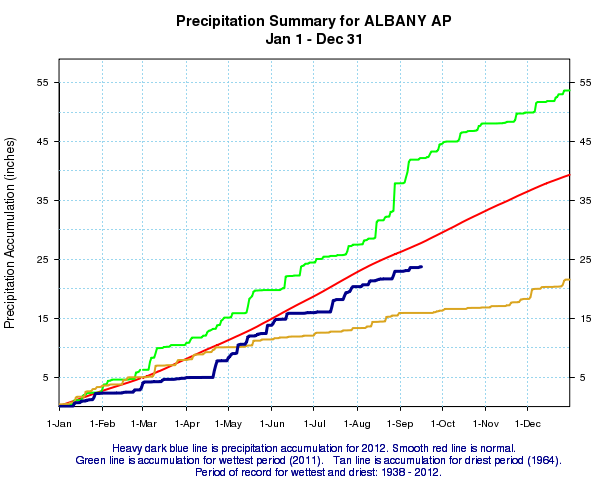 Precipitation Summary for ALBANY AP
Jan 1 - Dec 31
Precipitation Accumulation (inches)
55 55
45 45
35 35
25 25
15 15
5 5
1-Jan 1-Feb 1-Mar 1-Apr 1-May 1-Jun 1-Jul 1-Aug 1-Sep 1-Oct 1-Nov 1-Dec
Heavy dark blue line is precipitation accumulation for 2012. Smooth red line is normal.
Green line is accumulation for wettest period (2011). Tan line is accumulation for driest period (1964).
Period of record for wettest and driest: 1938 - 2012.